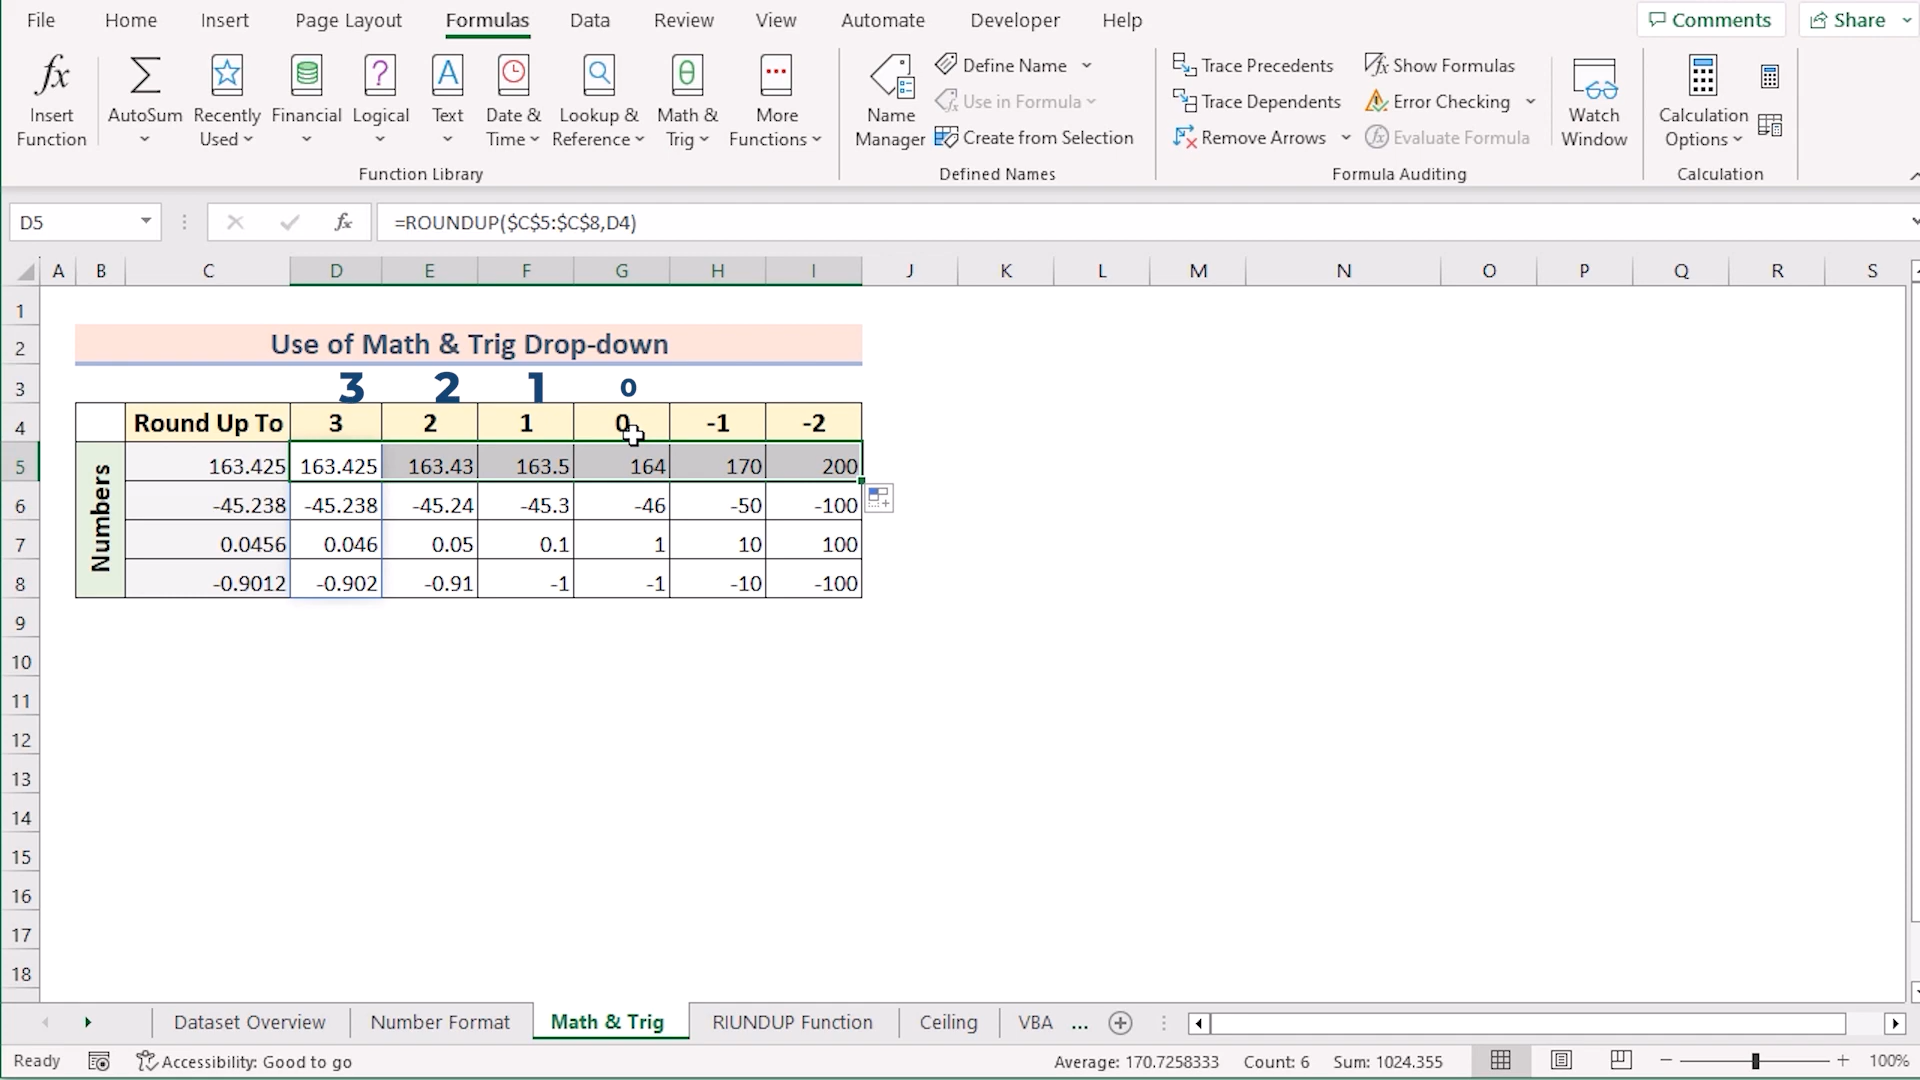 File Home Insert Page Layout Formulas Data Review View Automate Developer Help Comments Share
Insert Function AutoSum Recently Used Financial Logical Text Date & Time Lookup & Reference Math & Trig More Functions
Function Library
Name Manager Define Name Use in Formula Create from Selection
Defined Names
Trace Precedents Show Formulas
Trace Dependents Error Checking
Remove Arrows Evaluate Formula
Watch Window
Formula Auditing
Calculation Options
Calculation
D5 fx =ROUNDUP($C$5:$C$8,D4)
A B C D E F G H I J K L M N O P Q R S
1
2 Use of Math & Trig Drop-down
3 3 2 1 0
4 Round Up To 3 2 1 0 -1 -2
Numbers
5 163.425 163.425 163.43 163.5 164 170 200
6 -45.238 -45.238 -45.24 -45.3 -46 -50 -100
7 0.0456 0.046 0.05 0.1 1 10 100
8 -0.9012 -0.902 -0.91 -1 -1 -10 -100
9
10
11
12
13
14
15
16
17
18
Dataset Overview Number Format Math & Trig RIUNDUP Function Ceiling VBA ...
Ready Accessibility: Good to go Average: 170.7258333 Count: 6 Sum: 1024.355 100%